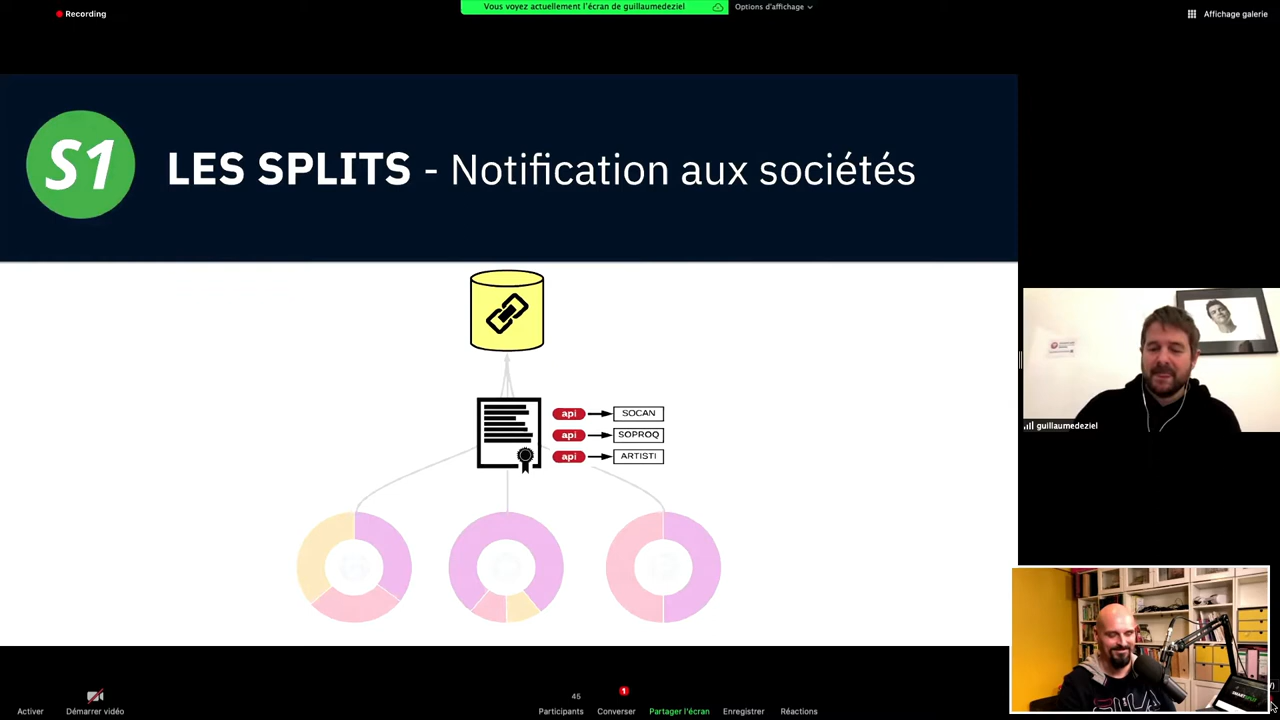 Recording
Vous voyez actuellement l'écran de guillaumedeziel
Options d'affichage
Affichage galerie
S1
LES SPLITS - Notification aux sociétés
api SOCAN
api SOPROQ
api ARTISTI
guillaumedeziel
45
1
Activer
Démarrer vidéo
Participants
Converser
Partager l'écran
Enregistrer
Réactions